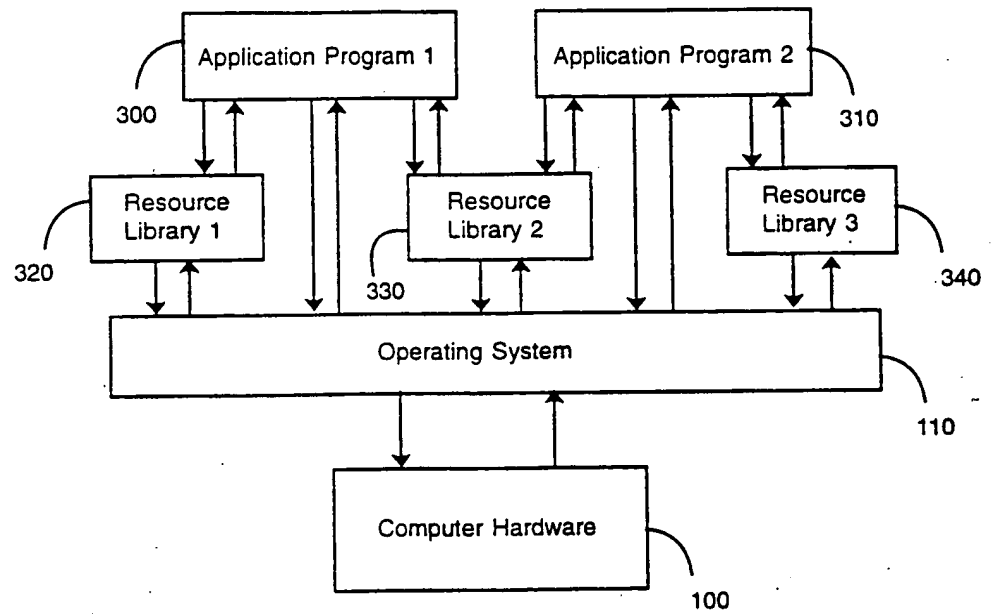 Application Program 1
Application Program 2
300
310
Resource
Library 1
Resource
Library 2
Resource
Library 3
320
330
340
Operating System
110
Computer Hardware
100